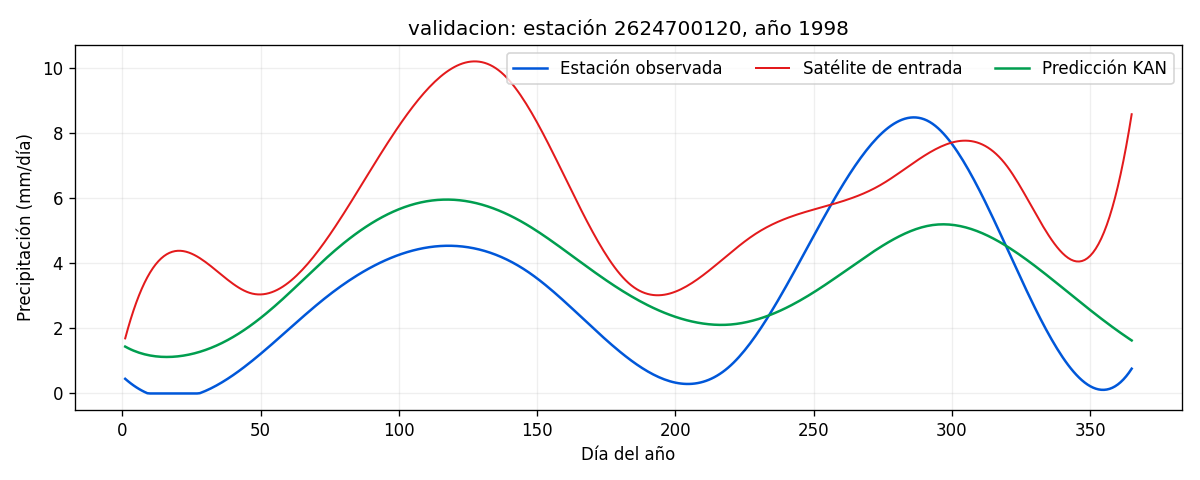 validacion: estación 2624700120, año 1998
Estación observada
Satélite de entrada
Predicción KAN
Precipitación (mm/día)
10
8
6
4
2
0
0
50
100
150
200
250
300
350
Día del año